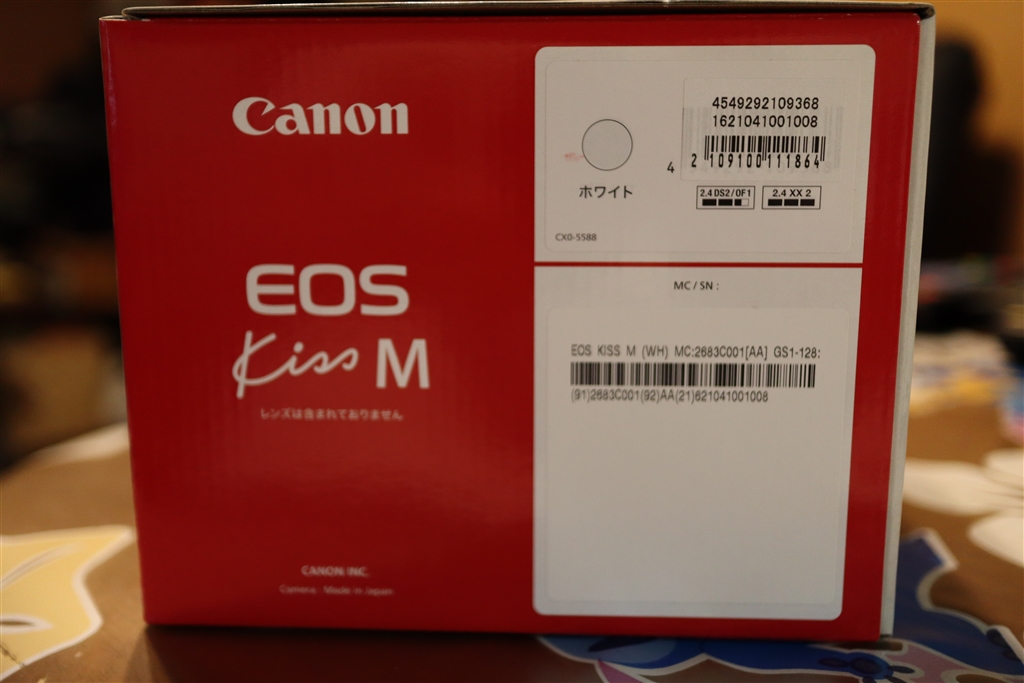 Canon
EOS
Kiss M
レンズは含まれておりません
CANON INC.
Camera : Made in Japan
4549292109368
1621041001008
4 2 109100 111864
ホワイト
2.4 DS2/0F1
2.4 XX 2
CX0-5588
MC / SN :
EOS KISS M (WH) MC:2683C001[AA] GS1-128:
(91)2683C001(92)AA(21)621041001008